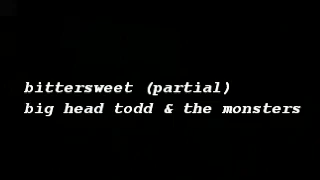 bittersweet (partial)
big head todd & the monsters